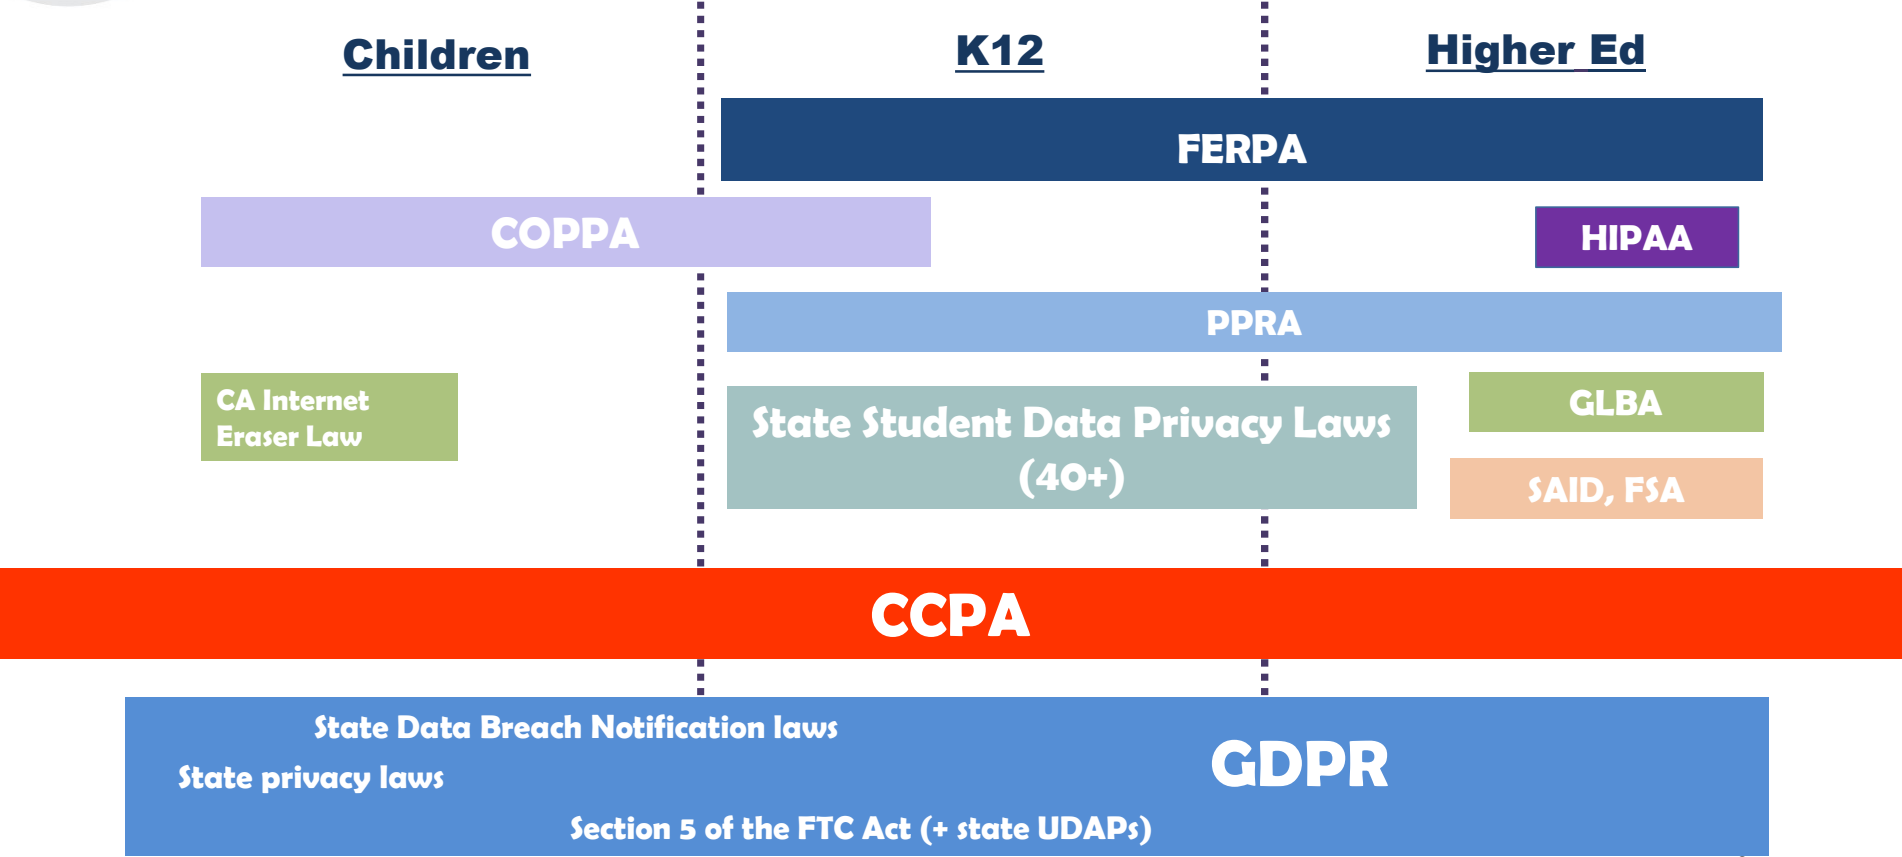 Children
K12
Higher Ed
FERPA
COPPA
HIPAA
PPRA
CA Internet
Eraser Law
State Student Data Privacy Laws
(40+)
GLBA
SAID, FSA
CCPA
State Data Breach Notification laws
GDPR
State privacy laws
Section 5 of the FTC Act (+ state UDAPs)